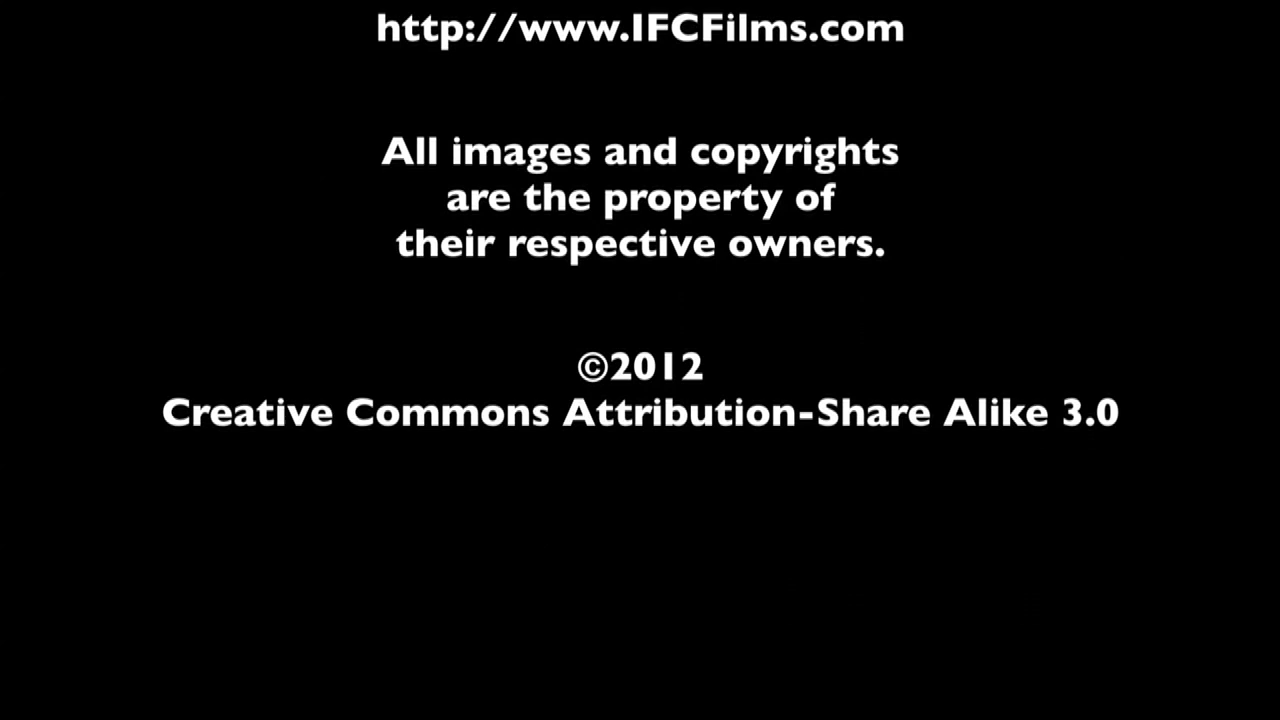 http://www.IFCFilms.com
All images and copyrights
are the property of
their respective owners.
©2012
Creative Commons Attribution-Share Alike 3.0